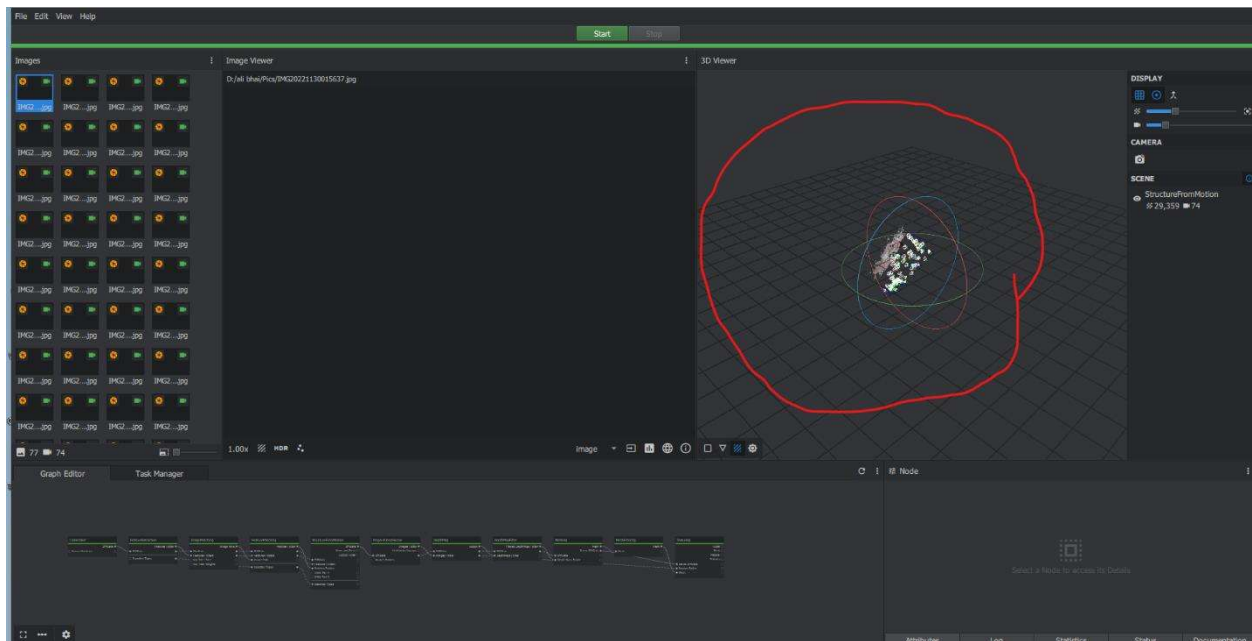 File Edit View Help
Start Stop
Images
Image Viewer
3D Viewer
D:/ali bhai/Pics/IMG20221130015637.jpg
DISPLAY
CAMERA
SCENE
StructureFromMotion
29,359 74
IMG2...jpg IMG2...jpg IMG2...jpg IMG2...jpg
IMG2...jpg IMG2...jpg IMG2...jpg IMG2...jpg
IMG2...jpg IMG2...jpg IMG2...jpg IMG2...jpg
IMG2...jpg IMG2...jpg IMG2...jpg IMG2...jpg
IMG2...jpg IMG2...jpg IMG2...jpg IMG2...jpg
IMG2...jpg IMG2...jpg IMG2...jpg IMG2...jpg
IMG2...jpg IMG2...jpg IMG2...jpg IMG2...jpg
IMG2...jpg IMG2...jpg IMG2...jpg IMG2...jpg
77 74
1.00x HDR
Image
Graph Editor Task Manager
Node
Select a Node to access its Details
Attributes Log Statistics Status Documentation